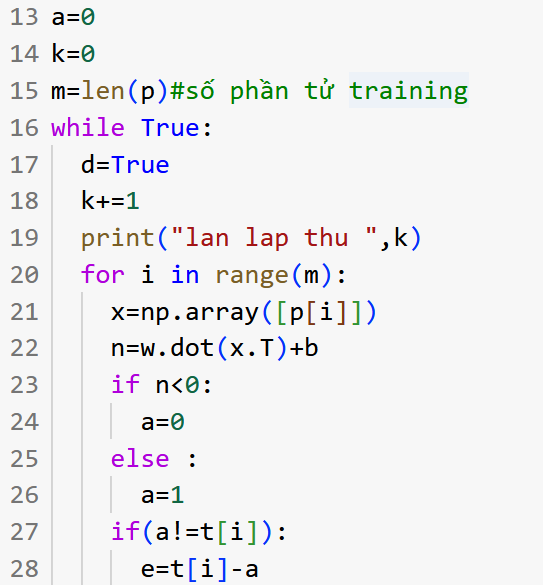 13 a=0
14 k=0
15 m=len(p)#số phần tử training
16 while True:
17   d=True
18   k+=1
19   print("lan lap thu ",k)
20   for i in range(m):
21     x=np.array([p[i]])
22     n=w.dot(x.T)+b
23     if n<0:
24       a=0
25     else :
26       a=1
27     if(a!=t[i]):
28       e=t[i]-a